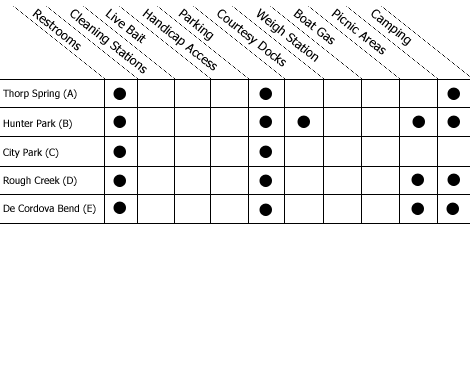 Restrooms
Cleaning Stations
Live Bait
Handicap Access
Parking
Courtesy Docks
Weigh Station
Boat Gas
Picnic Areas
Camping
Thorp Spring (A)
Hunter Park (B)
City Park (C)
Rough Creek (D)
De Cordova Bend (E)